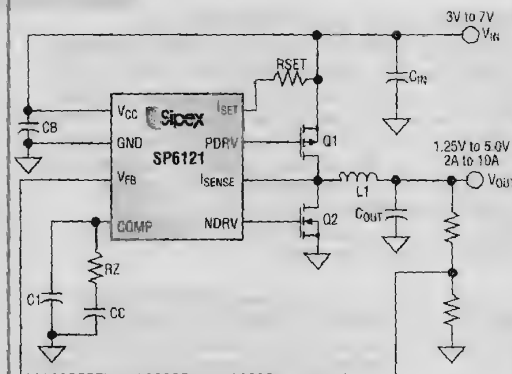 3V to 7V
VIN
RSET
CIN
VCC
Sipex
ISET
CB
GND
PDRV
Q1
SP6121
1.25V to 5.0V
2A to 10A
VFB
ISENSE
L1
VOUT
COMP
NDRV
Q2
COUT
RZ
C1
CC